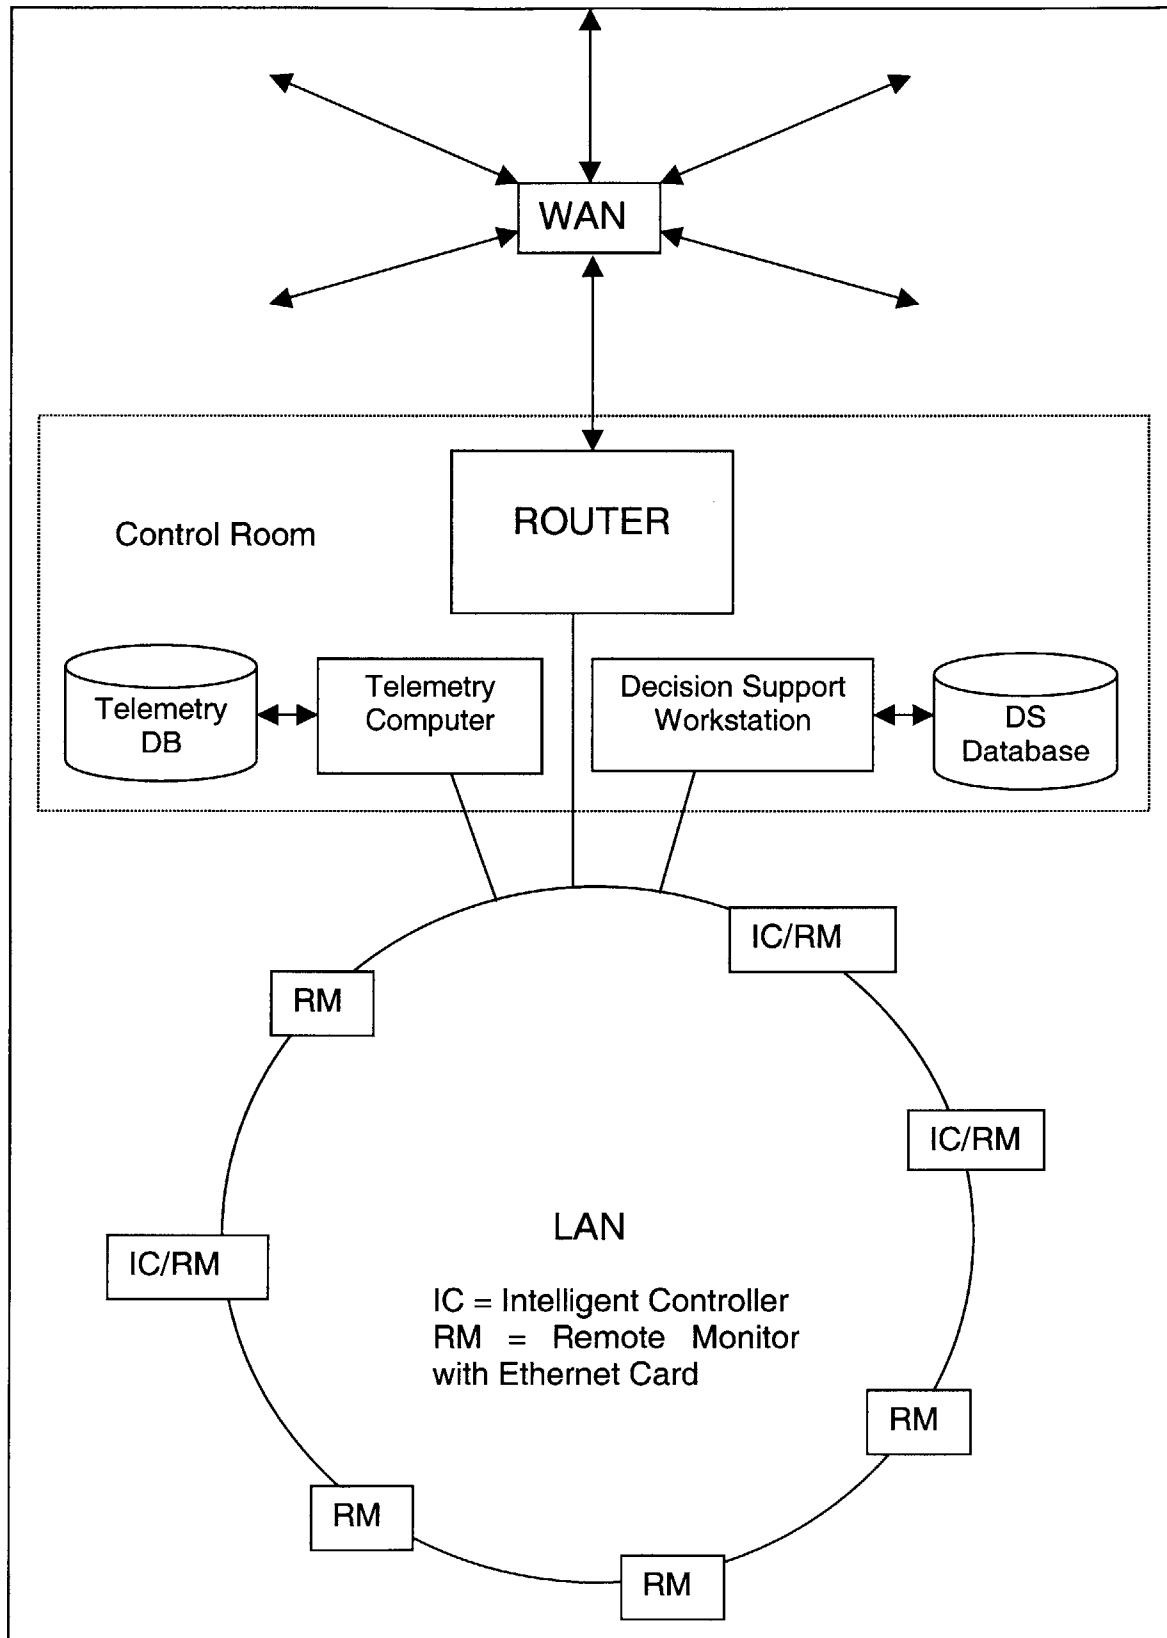 WAN
ROUTER
Control Room
Telemetry
DB
Telemetry
Computer
Decision Support
Workstation
DS
Database
IC/RM
RM
IC/RM
LAN
IC/RM
IC = Intelligent Controller
RM = Remote Monitor
with Ethernet Card
RM
RM
RM